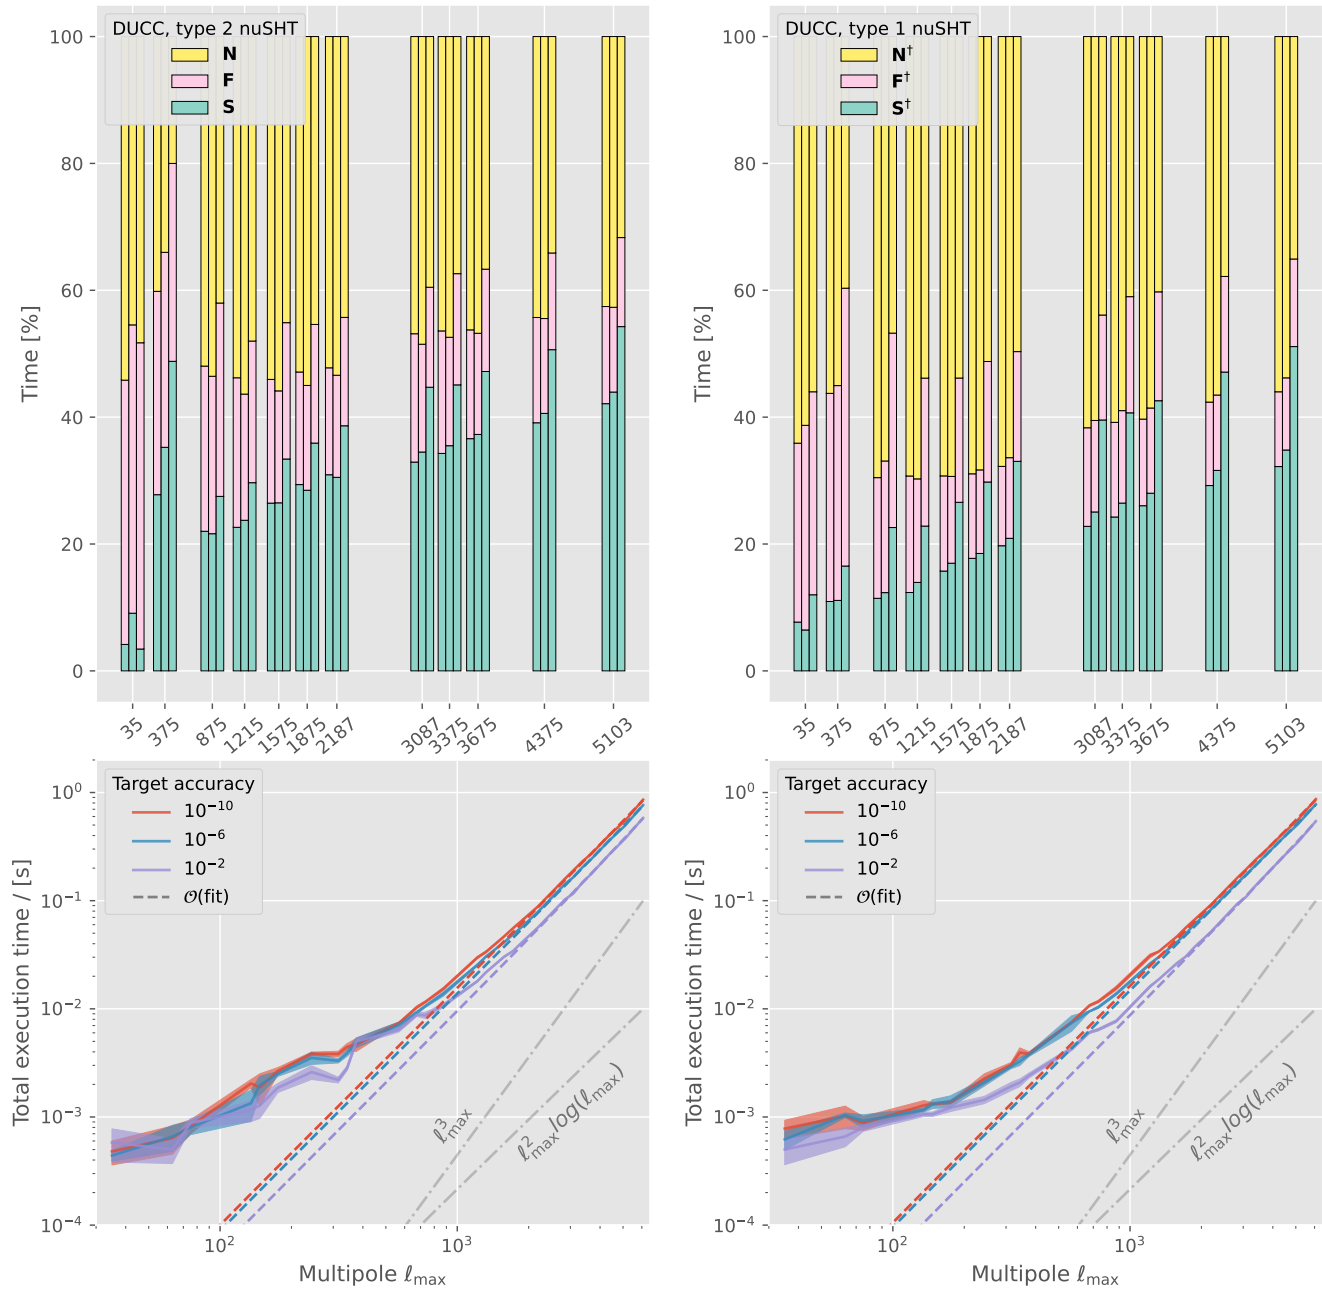 DUCC, type 2 nuSHT
N
F
S
100
80
60
40
20
0
Time [%]
35
375
875
1215
1575
1875
2187
3087
3375
3675
4375
5103
DUCC, type 1 nuSHT
N†
F†
S†
100
80
60
40
20
0
Time [%]
35
375
875
1215
1575
1875
2187
3087
3375
3675
4375
5103
Target accuracy
10⁻¹⁰
10⁻⁶
10⁻²
𝒪(fit)
10⁰
10⁻¹
10⁻²
10⁻³
10⁻⁴
Total execution time / [s]
ℓ³max
ℓ²max log(ℓmax)
10²
10³
Multipole ℓmax
Target accuracy
10⁻¹⁰
10⁻⁶
10⁻²
𝒪(fit)
10⁰
10⁻¹
10⁻²
10⁻³
10⁻⁴
Total execution time / [s]
ℓ³max
ℓ²max log(ℓmax)
10²
10³
Multipole ℓmax